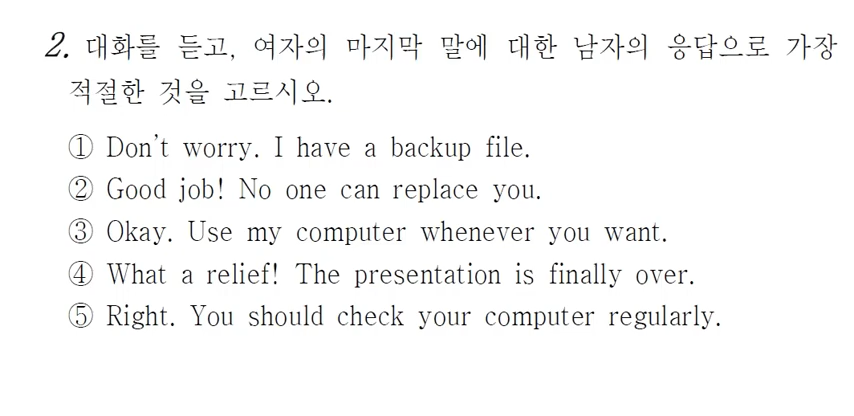 2. 대화를 듣고, 여자의 마지막 말에 대한 남자의 응답으로 가장
적절한 것을 고르시오.
① Don't worry. I have a backup file.
② Good job! No one can replace you.
③ Okay. Use my computer whenever you want.
④ What a relief! The presentation is finally over.
⑤ Right. You should check your computer regularly.